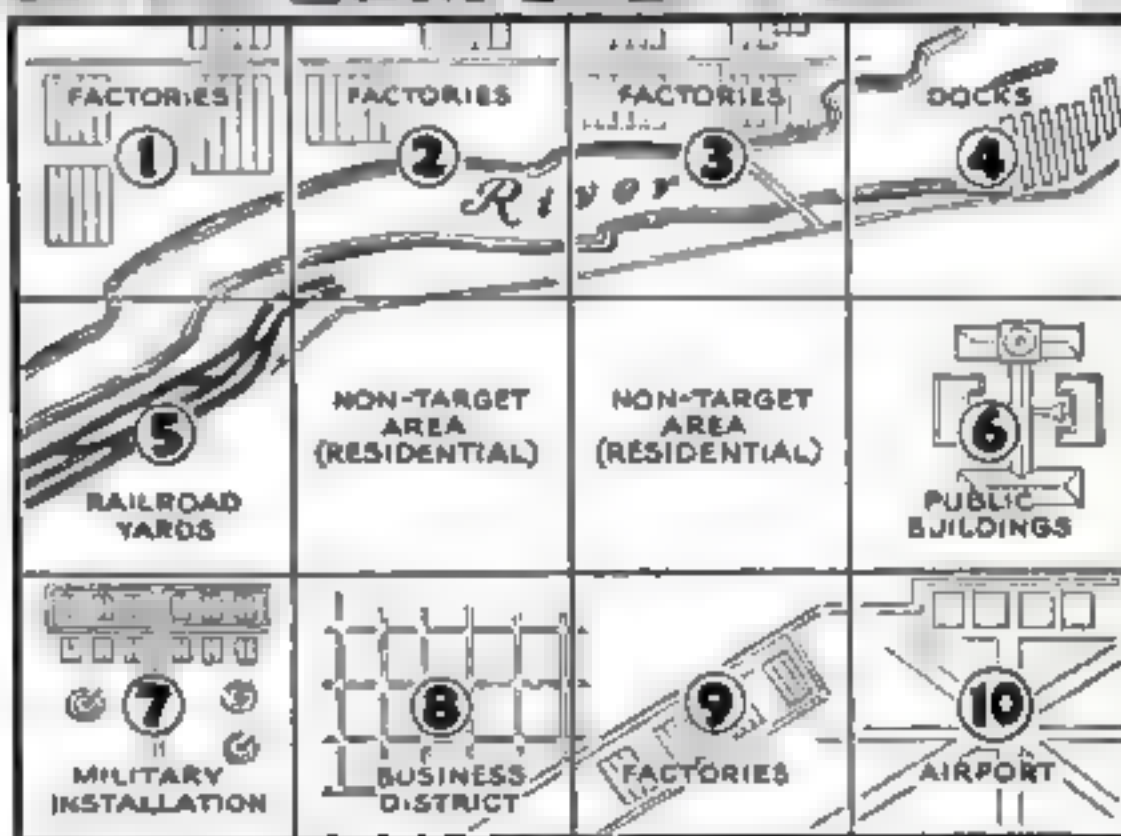 FACTORIES
1
FACTORIES
2
FACTORIES
3
DOCKS
4
River
5
RAILROAD
YARDS
NON-TARGET
AREA
(RESIDENTIAL)
NON-TARGET
AREA
(RESIDENTIAL)
6
PUBLIC
BUILDINGS
7
MILITARY
INSTALLATION
8
BUSINESS
DISTRICT
9
FACTORIES
10
AIRPORT